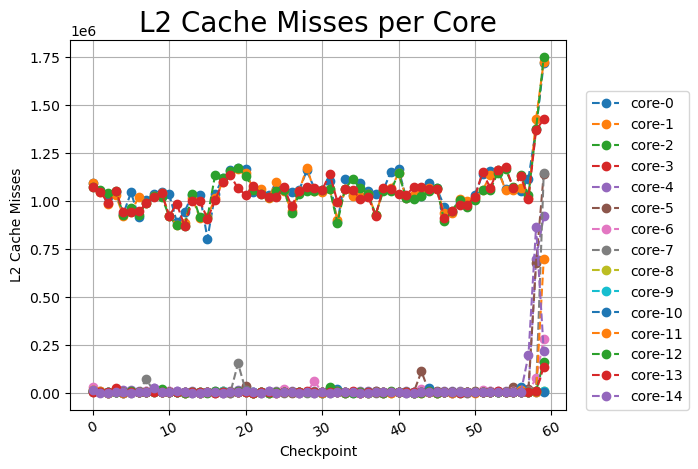 L2 Cache Misses per Core
1e6
L2 Cache Misses
1.75
1.50
1.25
1.00
0.75
0.50
0.25
0.00
0
10
20
30
40
50
60
Checkpoint
core-0
core-1
core-2
core-3
core-4
core-5
core-6
core-7
core-8
core-9
core-10
core-11
core-12
core-13
core-14